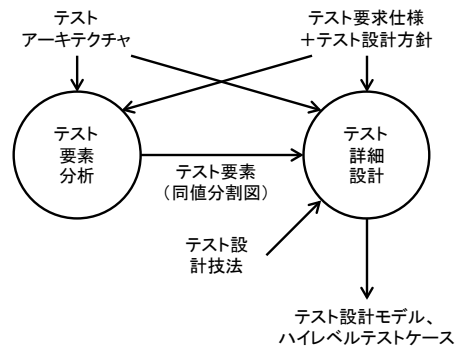 テスト
アーキテクチャ
テスト要求仕様
＋テスト設計方針
テスト
要素
分析
テスト
詳細
設計
テスト要素
（同値分割図）
テスト設
計技法
テスト設計モデル、
ハイレベルテストケース